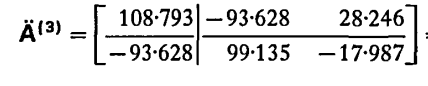 Ä⁽³⁾ = [ 108·793 | −93·628 28·246 ] =
−93·628 | 99·135 −17·987